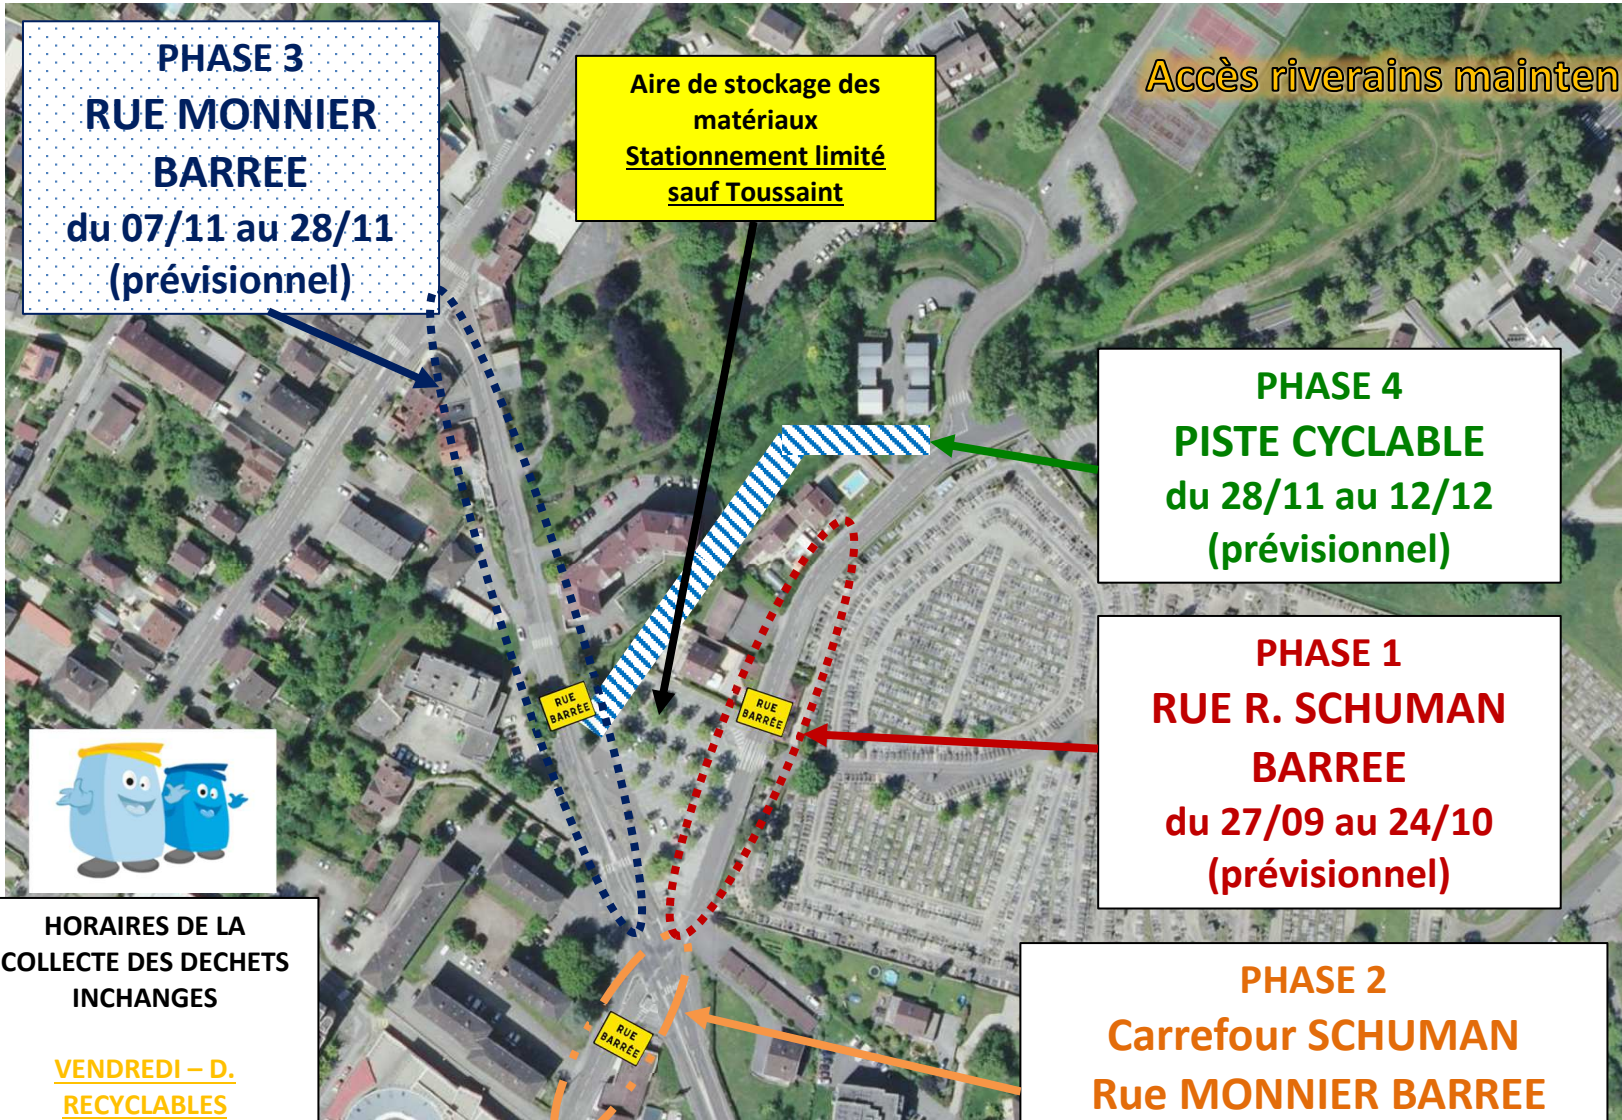 PHASE 3
RUE MONNIER
BARREE
du 07/11 au 28/11
(prévisionnel)
Aire de stockage des
matériaux
Stationnement limité
sauf Toussaint
Accès riverains mainten
PHASE 4
PISTE CYCLABLE
du 28/11 au 12/12
(prévisionnel)
PHASE 1
RUE R. SCHUMAN
BARREE
du 27/09 au 24/10
(prévisionnel)
RUE
BARRÉE
RUE
BARRÉE
HORAIRES DE LA
COLLECTE DES DECHETS
INCHANGES
VENDREDI – D.
RECYCLABLES
RUE
BARRÉE
PHASE 2
Carrefour SCHUMAN
Rue MONNIER BARREE